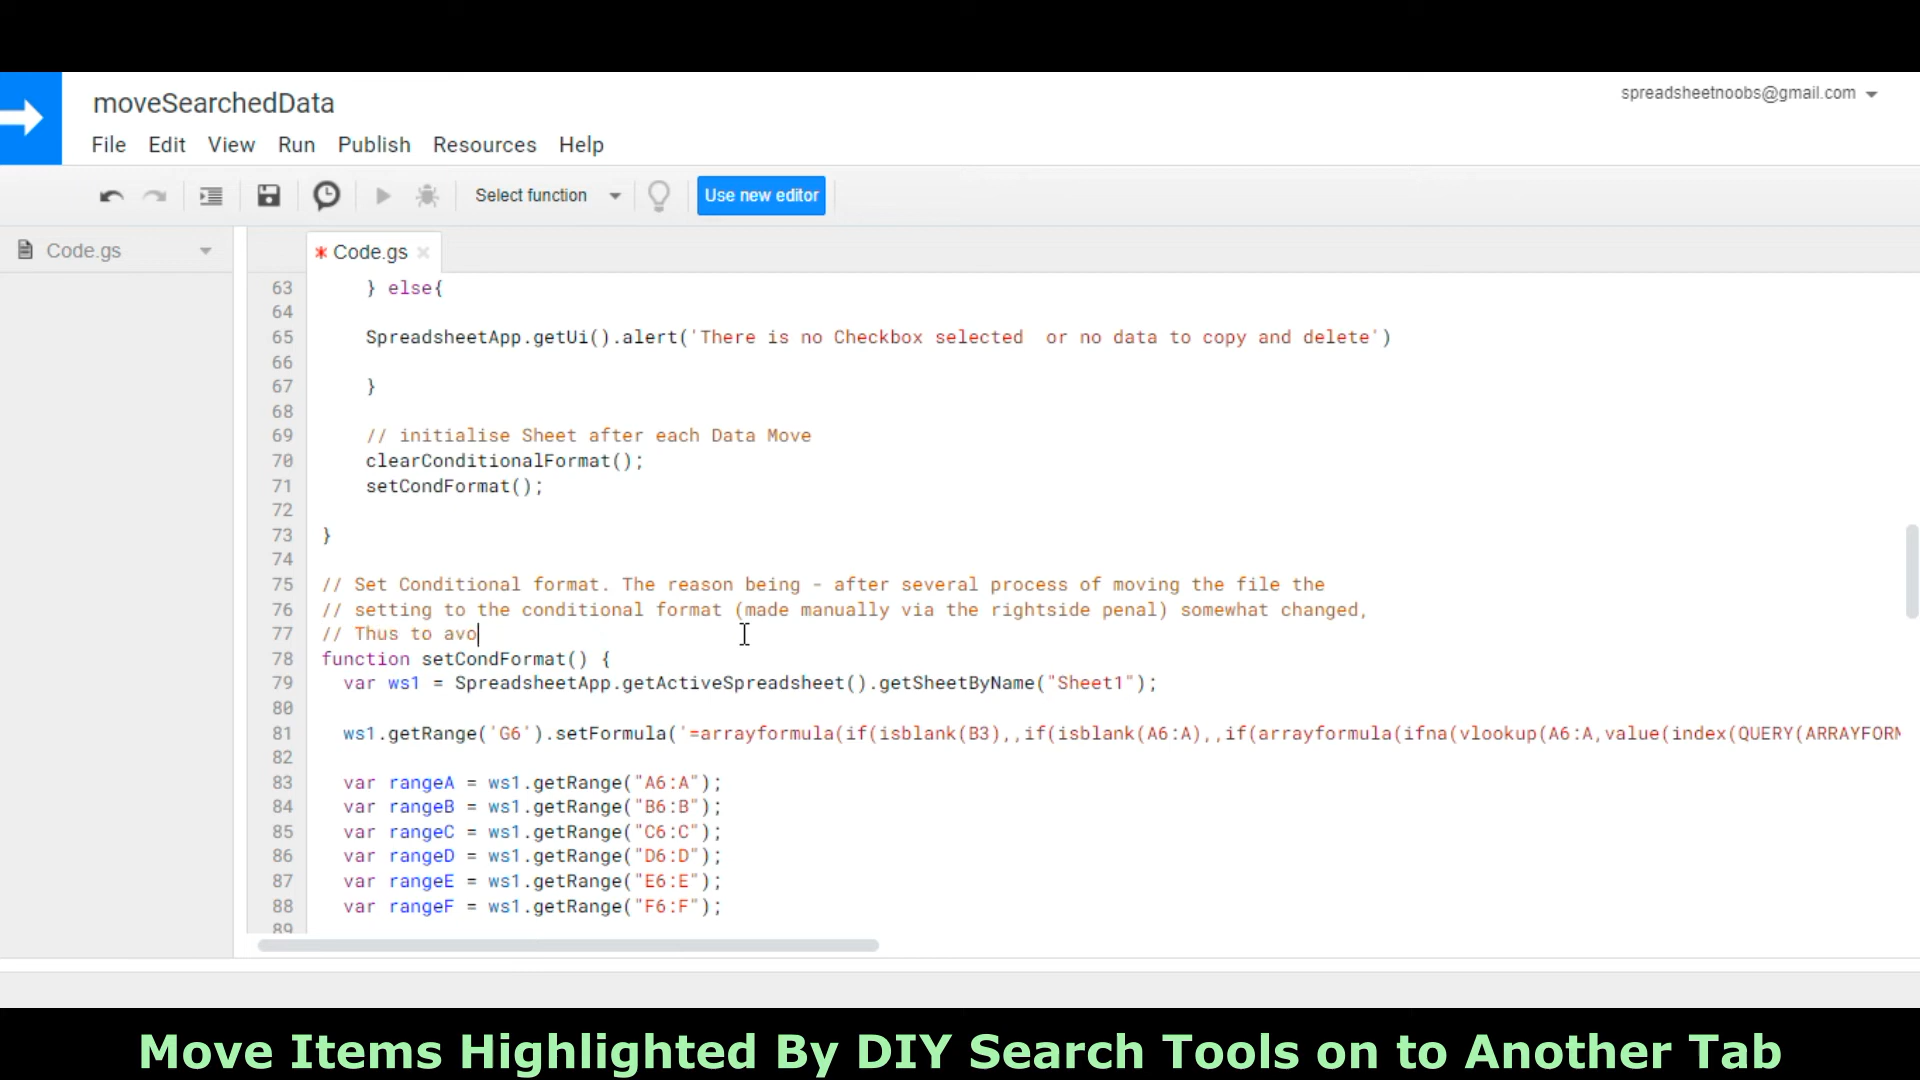 moveSearchedData
spreadsheetnoobs@gmail.com
File Edit View Run Publish Resources Help
Select function Use new editor
Code.gs
* Code.gs ×
63 } else{
64
65 SpreadsheetApp.getUi().alert('There is no Checkbox selected  or no data to copy and delete')
66
67 }
68
69 // initialise Sheet after each Data Move
70 clearConditionalFormat();
71 setCondFormat();
72
73 }
74
75 // Set Conditional format. The reason being - after several process of moving the file the
76 // setting to the conditional format (made manually via the rightside penal) somewhat changed,
77 // Thus to avo
78 function setCondFormat() {
79 var ws1 = SpreadsheetApp.getActiveSpreadsheet().getSheetByName("Sheet1");
80
81 ws1.getRange('G6').setFormula('=arrayformula(if(isblank(B3),,if(isblank(A6:A),,if(arrayformula(ifna(vlookup(A6:A,value(index(QUERY(ARRAYFORM
82
83 var rangeA = ws1.getRange("A6:A");
84 var rangeB = ws1.getRange("B6:B");
85 var rangeC = ws1.getRange("C6:C");
86 var rangeD = ws1.getRange("D6:D");
87 var rangeE = ws1.getRange("E6:E");
88 var rangeF = ws1.getRange("F6:F");
89
Move Items Highlighted By DIY Search Tools on to Another Tab